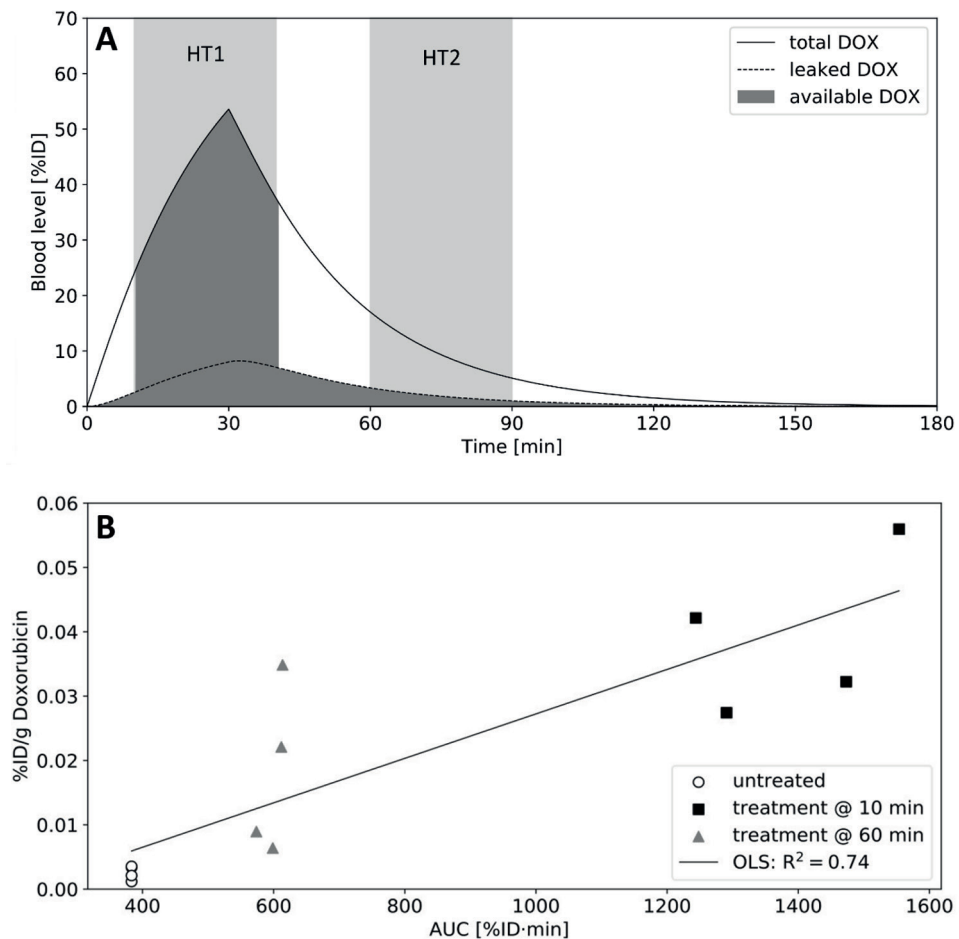 A
HT1
HT2
total DOX
leaked DOX
available DOX
70
60
50
40
30
20
10
0
Blood level [%ID]
0 30 60 90 120 150 180
Time [min]
B
0.06
0.05
0.04
0.03
0.02
0.01
0.00
%ID/g Doxorubicin
untreated
treatment @ 10 min
treatment @ 60 min
OLS: R² = 0.74
400 600 800 1000 1200 1400 1600
AUC [%ID·min]